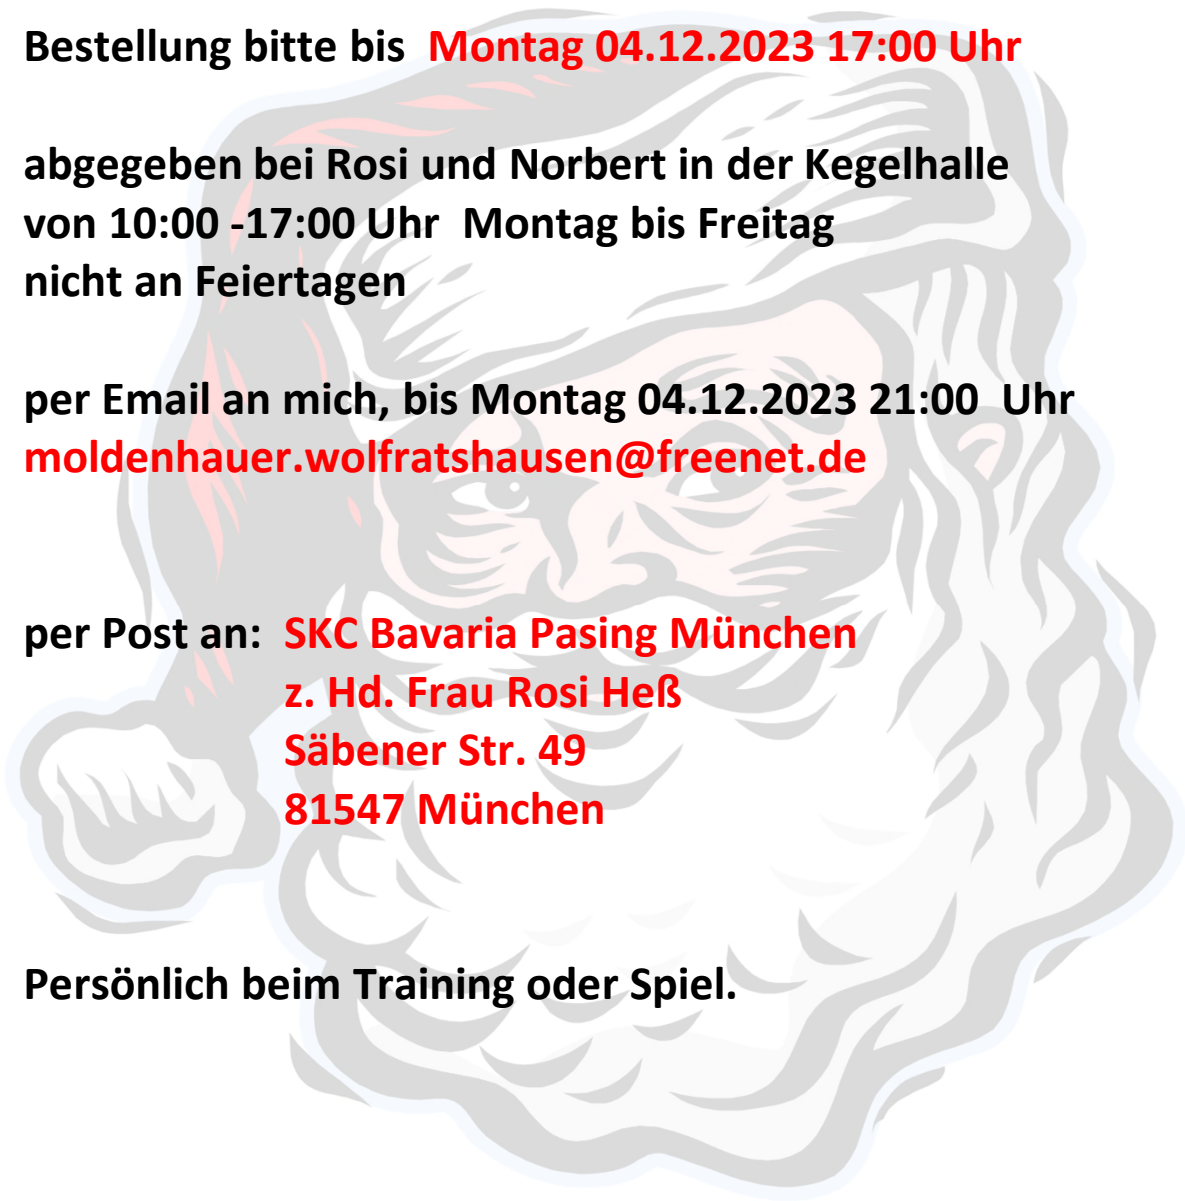 Bestellung bitte bis Montag 04.12.2023 17:00 Uhr
abgegeben bei Rosi und Norbert in der Kegelhalle
von 10:00 -17:00 Uhr Montag bis Freitag
nicht an Feiertagen
per Email an mich, bis Montag 04.12.2023 21:00 Uhr
moldenhauer.wolfratshausen@freenet.de
per Post an: SKC Bavaria Pasing München
z. Hd. Frau Rosi Heß
Säbener Str. 49
81547 München
Persönlich beim Training oder Spiel.